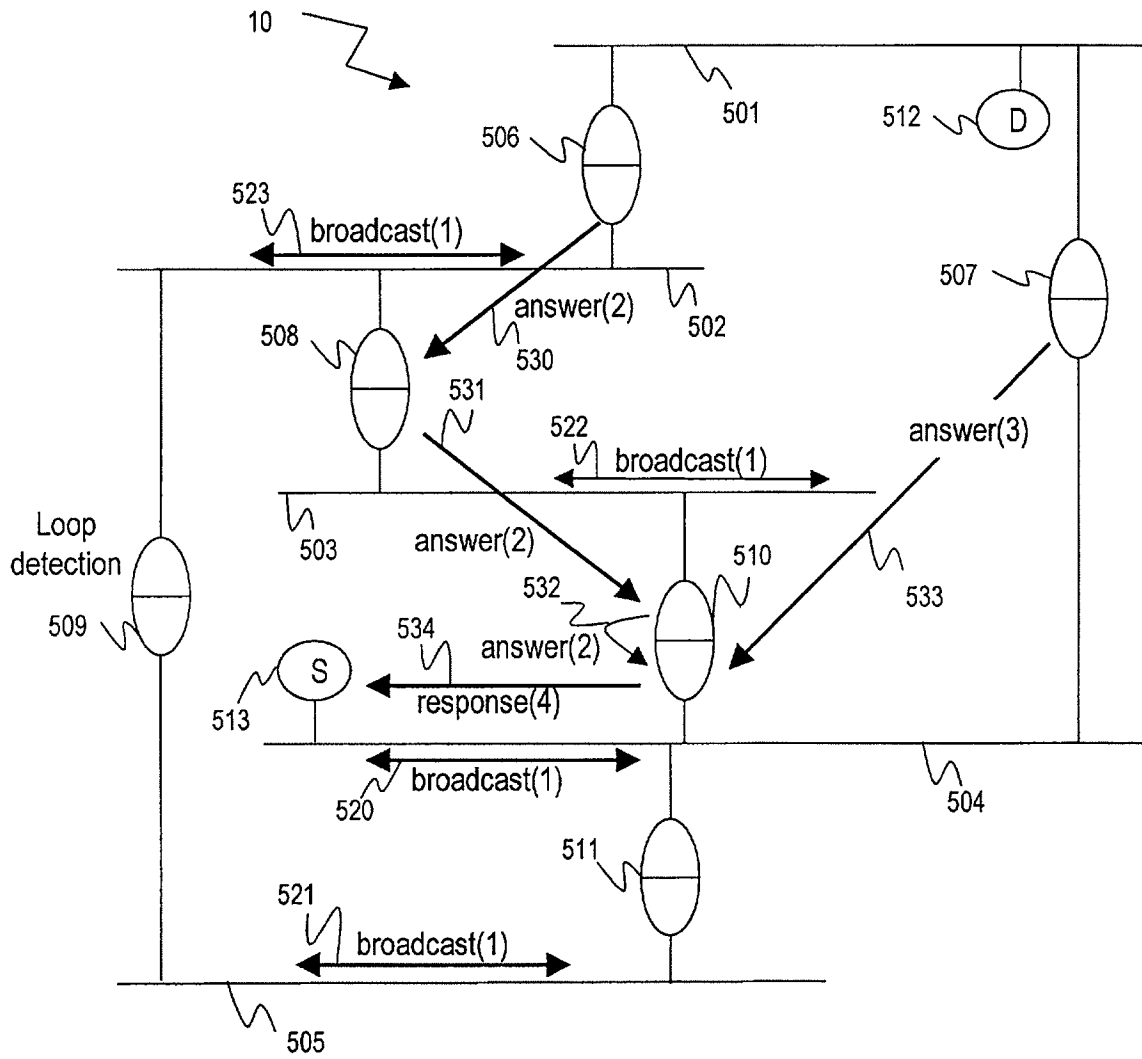 10
501
512
D
506
523
broadcast(1)
507
answer(2)
502
508
530
531
answer(3)
522
broadcast(1)
Loop
detection
503
answer(2)
510
532
533
509
534
answer(2)
S
513
response(4)
broadcast(1)
520
504
511
521
broadcast(1)
505